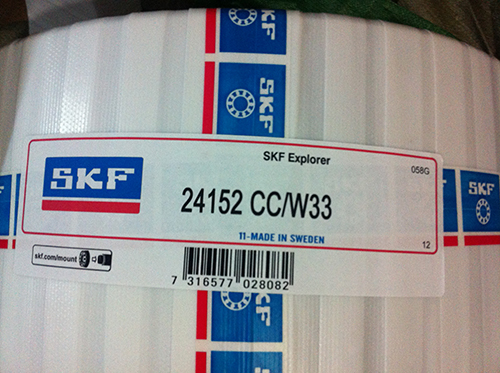 SKF
SKF
SKF Explorer
058G
SKF
24152 CC/W33
11-MADE IN SWEDEN
12
skf.com/mount
7 316577 028082
SKF